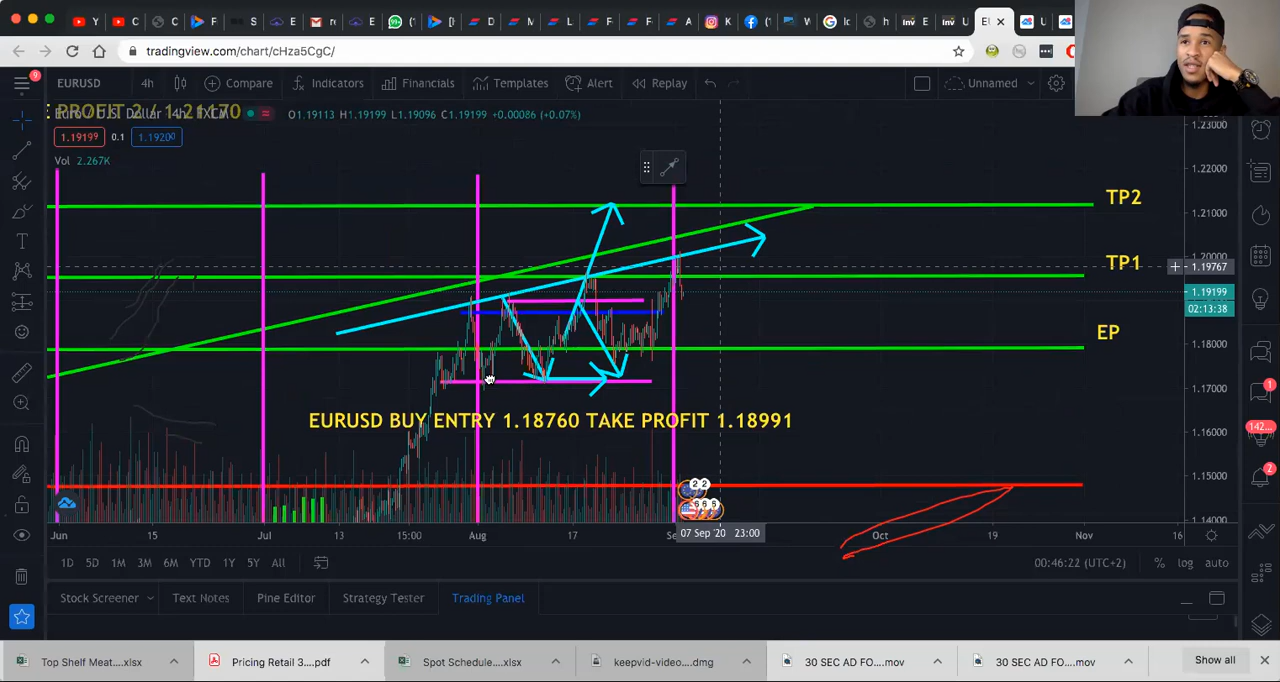 tradingview.com/chart/cHza5CgC/
EURUSD 4h Compare Indicators Financials Templates Alert Replay Unnamed
E PROFIT 2 / 1.21170
Euro / U.S. Dollar · 4h · FXCM O1.19113 H1.19199 L1.19096 C1.19199 +0.00086 (+0.07%)
1.19199 0.1 1.19200
Vol 2.267K
1.23000
1.22000
TP2
1.21000
1.20000
TP1
1.19767
1.19199
02:13:38
EP
1.18000
1.17000
EURUSD BUY ENTRY 1.18760 TAKE PROFIT 1.18991
1.16000
1.15000
1.14000
Jun 15 Jul 13 15:00 Aug 17 Oct 19 Nov 16
07 Sep '20 23:00
1D 5D 1M 3M 6M YTD 1Y 5Y All 00:46:22 (UTC+2) % log auto
Stock Screener Text Notes Pine Editor Strategy Tester Trading Panel
Top Shelf Meat....xlsx Pricing Retail 3....pdf Spot Schedule....xlsx keepvid-video....dmg 30 SEC AD FO....mov 30 SEC AD FO....mov Show all